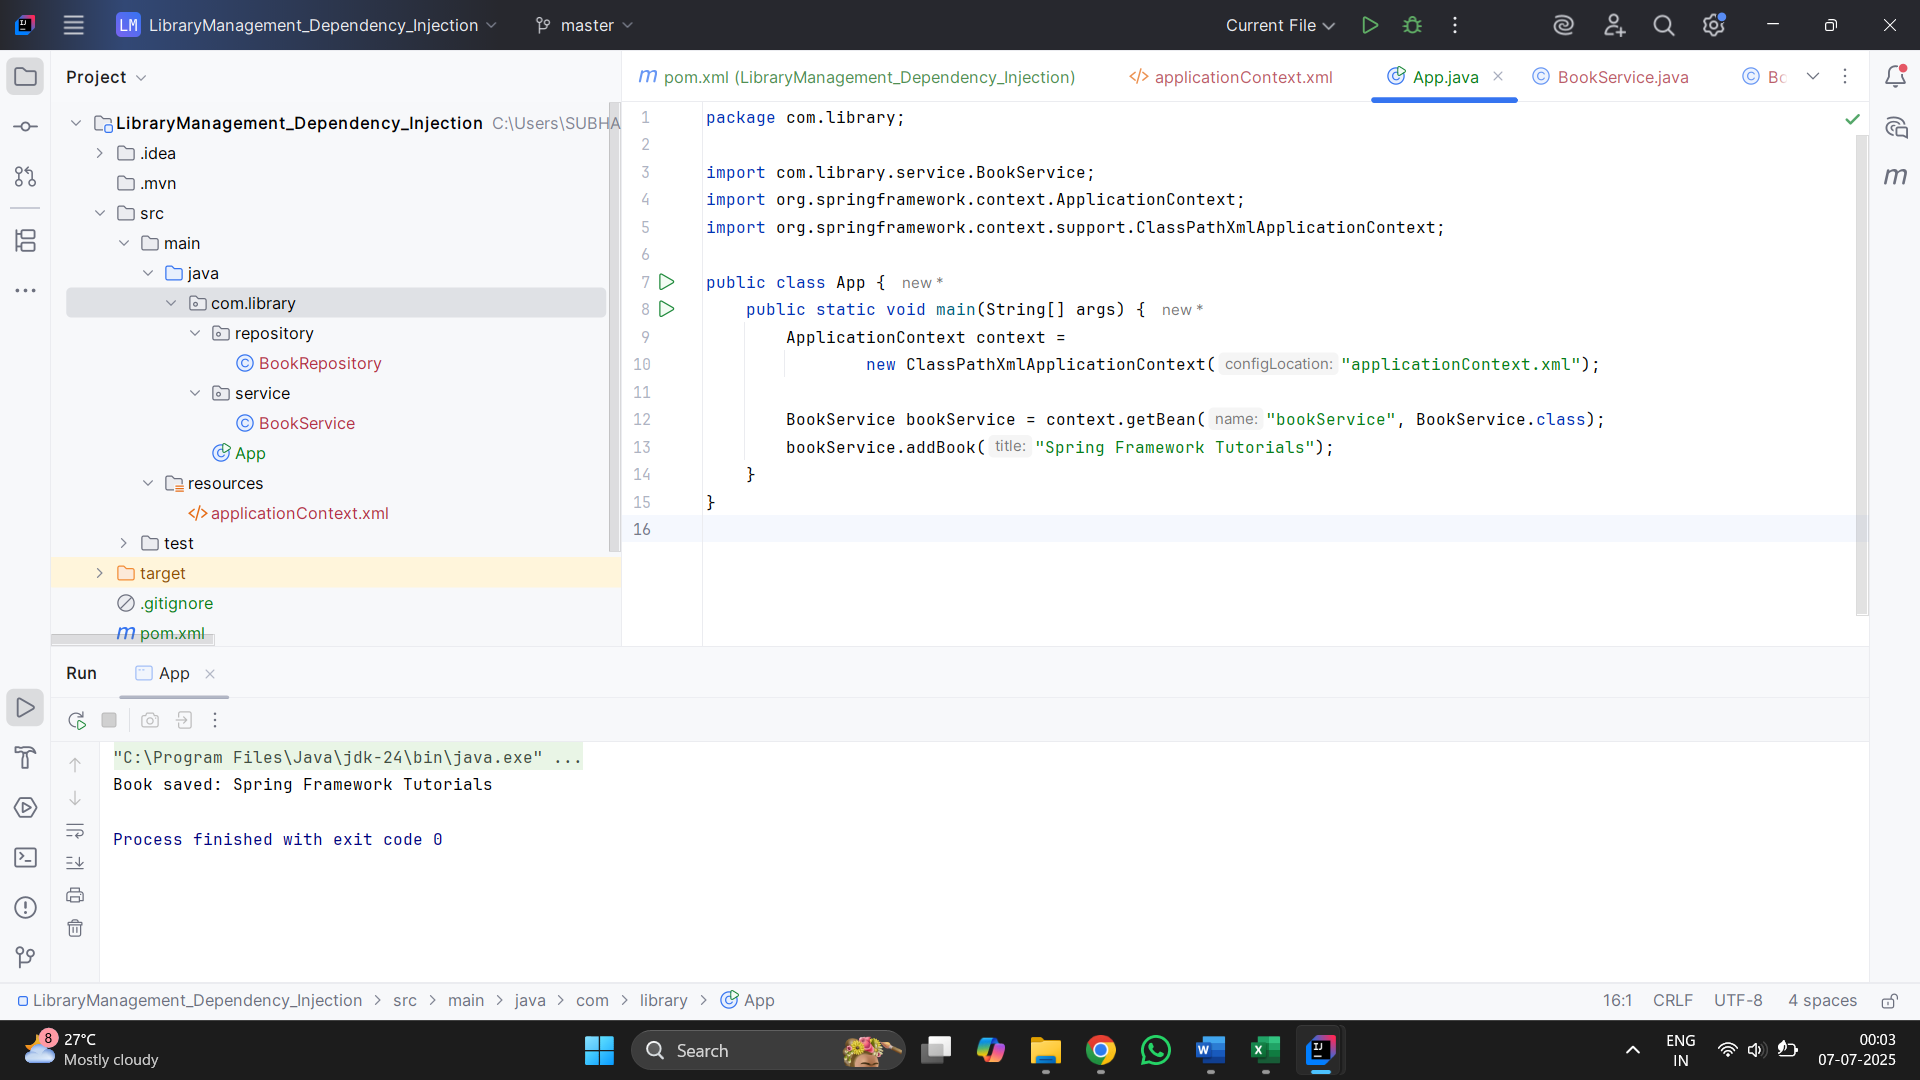 LM LibraryManagement_Dependency_Injection
master
Current File
Project
LibraryManagement_Dependency_Injection C:\Users\SUBHA
.idea
.mvn
src
main
java
com.library
repository
BookRepository
service
BookService
App
resources
applicationContext.xml
test
target
.gitignore
pom.xml
pom.xml (LibraryManagement_Dependency_Injection)
applicationContext.xml
App.java
BookService.java
Bo
1 package com.library;
2
3 import com.library.service.BookService;
4 import org.springframework.context.ApplicationContext;
5 import org.springframework.context.support.ClassPathXmlApplicationContext;
6
7 public class App { new *
8 public static void main(String[] args) { new *
9 ApplicationContext context =
10 new ClassPathXmlApplicationContext( configLocation: "applicationContext.xml");
11
12 BookService bookService = context.getBean( name: "bookService", BookService.class);
13 bookService.addBook( title: "Spring Framework Tutorials");
14 }
15 }
16
Run App
"C:\Program Files\Java\jdk-24\bin\java.exe" ...
Book saved: Spring Framework Tutorials
Process finished with exit code 0
LibraryManagement_Dependency_Injection > src > main > java > com > library > App
16:1 CRLF UTF-8 4 spaces
8
27°C
Mostly cloudy
Search
ENG
IN
00:03
07-07-2025